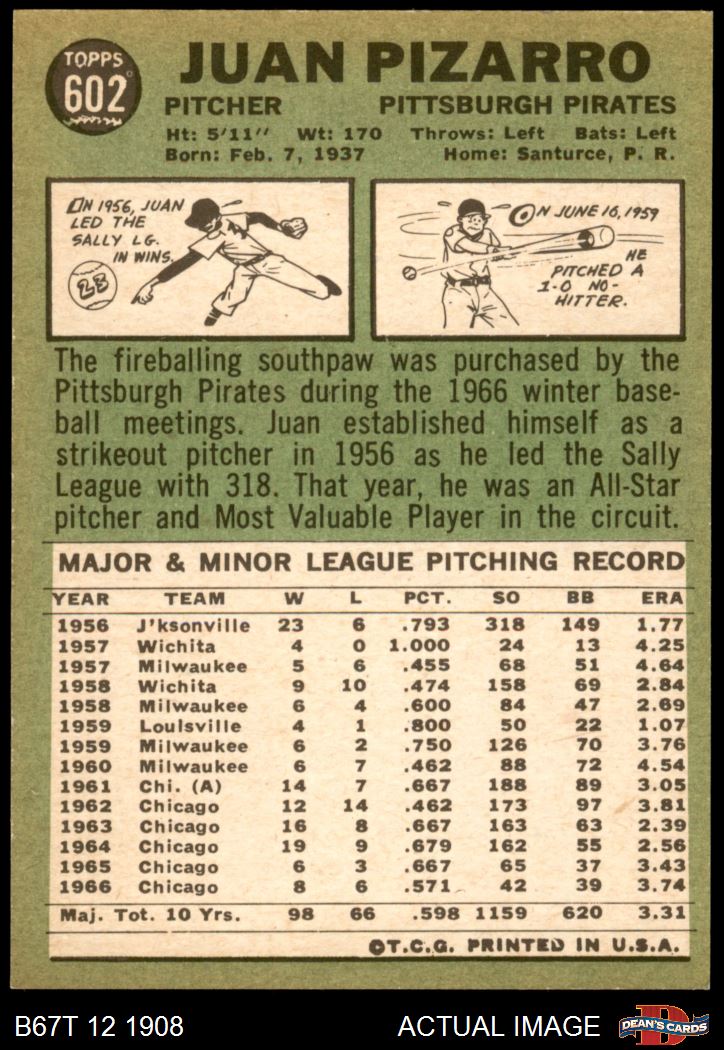 TOPPS
602
JUAN PIZARRO
PITCHER PITTSBURGH PIRATES
Ht: 5'11" Wt: 170 Throws: Left Bats: Left
Born: Feb. 7, 1937 Home: Santurce, P. R.
IN 1956, JUAN
LED THE
SALLY LG.
IN WINS.
23
ON JUNE 16, 1959
HE
PITCHED A
1-0 NO-
HITTER.
The fireballing southpaw was purchased by the
Pittsburgh Pirates during the 1966 winter base-
ball meetings. Juan established himself as a
strikeout pitcher in 1956 as he led the Sally
League with 318. That year, he was an All-Star
pitcher and Most Valuable Player in the circuit.
MAJOR & MINOR LEAGUE PITCHING RECORD
YEAR TEAM W L PCT. SO BB ERA
1956 J'ksonville 23 6 .793 318 149 1.77
1957 Wichita 4 0 1.000 24 13 4.25
1957 Milwaukee 5 6 .455 68 51 4.64
1958 Wichita 9 10 .474 158 69 2.84
1958 Milwaukee 6 4 .600 84 47 2.69
1959 Louisville 4 1 .800 50 22 1.07
1959 Milwaukee 6 2 .750 126 70 3.76
1960 Milwaukee 6 7 .462 88 72 4.54
1961 Chi. (A) 14 7 .667 188 89 3.05
1962 Chicago 12 14 .462 173 97 3.81
1963 Chicago 16 8 .667 163 63 2.39
1964 Chicago 19 9 .679 162 55 2.56
1965 Chicago 6 3 .667 65 37 3.43
1966 Chicago 8 6 .571 42 39 3.74
Maj. Tot. 10 Yrs. 98 66 .598 1159 620 3.31
©T.C.G. PRINTED IN U.S.A.
B67T 12 1908 ACTUAL IMAGE DEAN'S CARDS